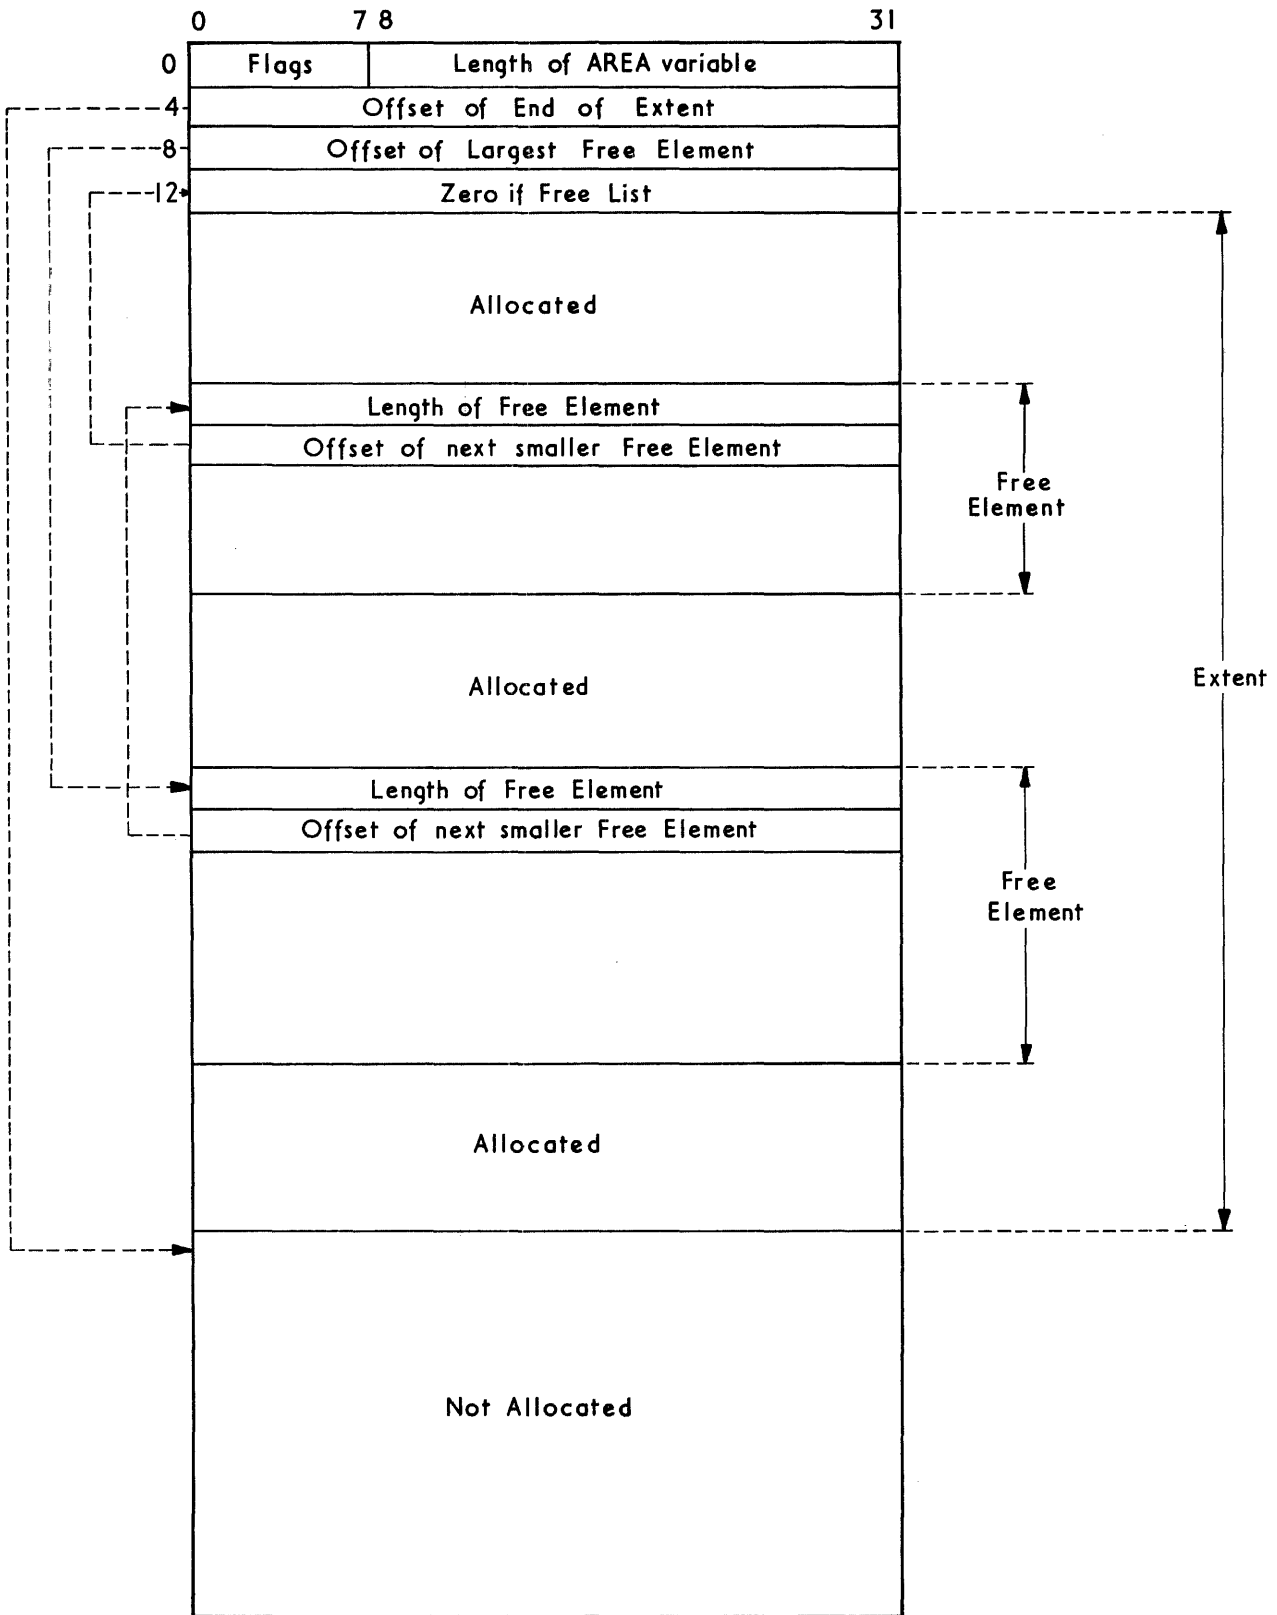 0 7 8 31
0 Flags Length of AREA variable
4 Offset of End of Extent
8 Offset of Largest Free Element
12 Zero if Free List
Allocated
Length of Free Element
Offset of next smaller Free Element
Free
Element
Allocated
Extent
Length of Free Element
Offset of next smaller Free Element
Free
Element
Allocated
Not Allocated